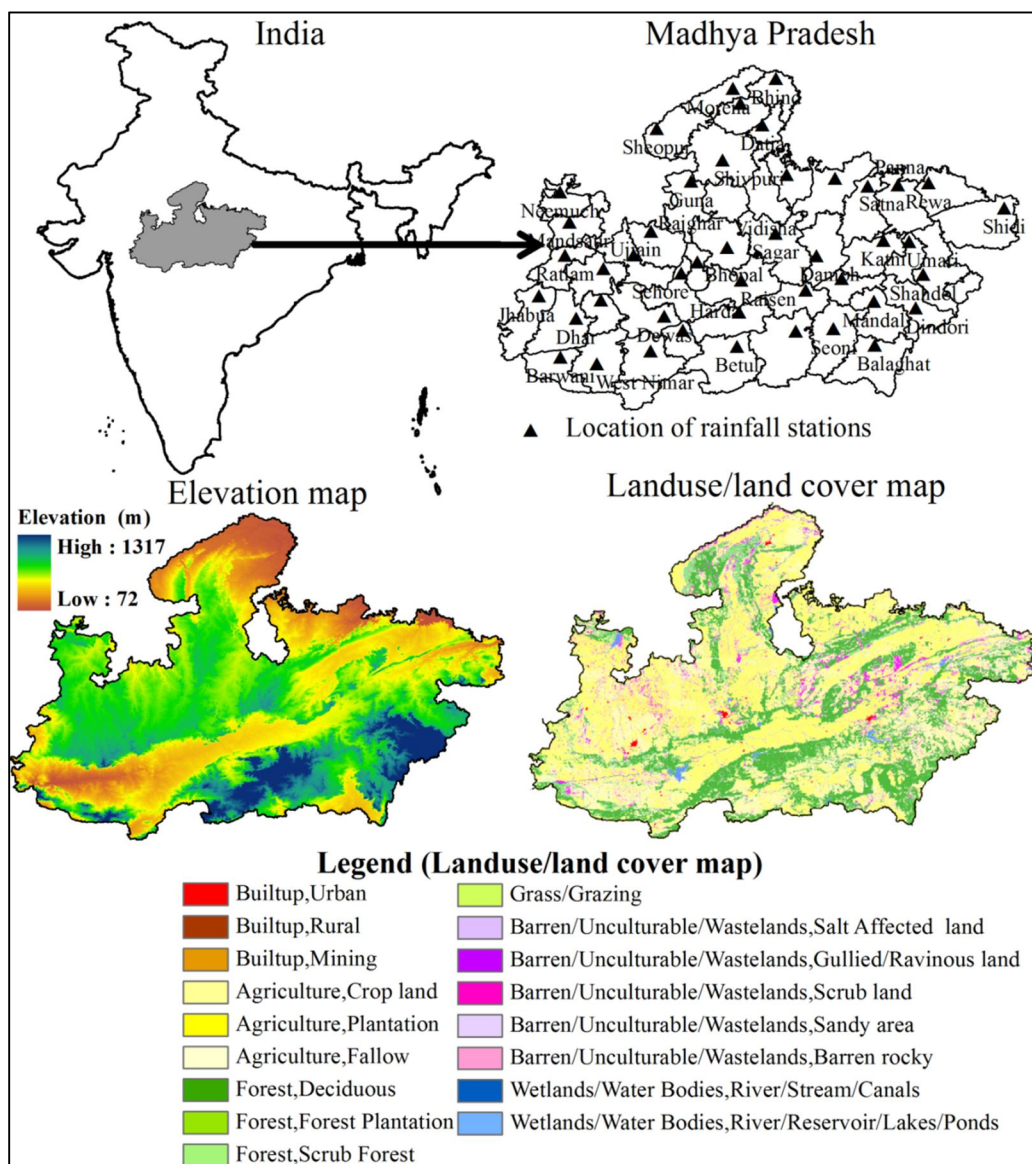 India
Madhya Pradesh
Bhind
Morena
Sheopur
Datia
Shivpuri
Guna
Panna
Satna
Rewa
Shidi
Neemuch
Mandsaur
Rajghar
Ujjain
Vidisha
Sagar
Ratlam
Bhopal
Damoh
Katni
Umari
Sehore
Raisen
Shahdol
Jhabua
Harda
Mandala
Dindori
Dhar
Dewas
Seoni
Barwani
West Nimar
Betul
Balaghat
▲ Location of rainfall stations
Elevation map
Elevation (m)
High : 1317
Low : 72
Landuse/land cover map
Legend (Landuse/land cover map)
Builtup,Urban
Builtup,Rural
Builtup,Mining
Agriculture,Crop land
Agriculture,Plantation
Agriculture,Fallow
Forest,Deciduous
Forest,Forest Plantation
Forest,Scrub Forest
Grass/Grazing
Barren/Unculturable/Wastelands,Salt Affected land
Barren/Unculturable/Wastelands,Gullied/Ravinous land
Barren/Unculturable/Wastelands,Scrub land
Barren/Unculturable/Wastelands,Sandy area
Barren/Unculturable/Wastelands,Barren rocky
Wetlands/Water Bodies,River/Stream/Canals
Wetlands/Water Bodies,River/Reservoir/Lakes/Ponds